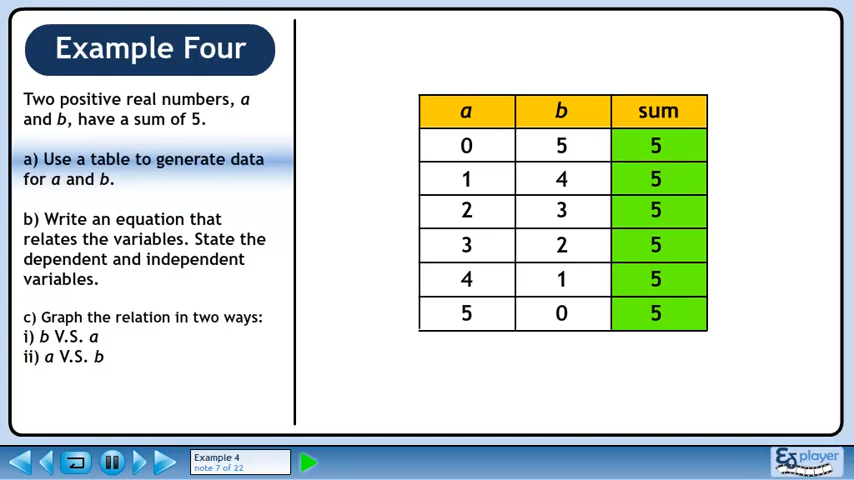 Example Four
Two positive real numbers, a
and b, have a sum of 5.
a) Use a table to generate data
for a and b.
b) Write an equation that
relates the variables. State the
dependent and independent
variables.
c) Graph the relation in two ways:
i) b V.S. a
ii) a V.S. b
a b sum
0 5 5
1 4 5
2 3 5
3 2 5
4 1 5
5 0 5
Example 4
note 7 of 22
player